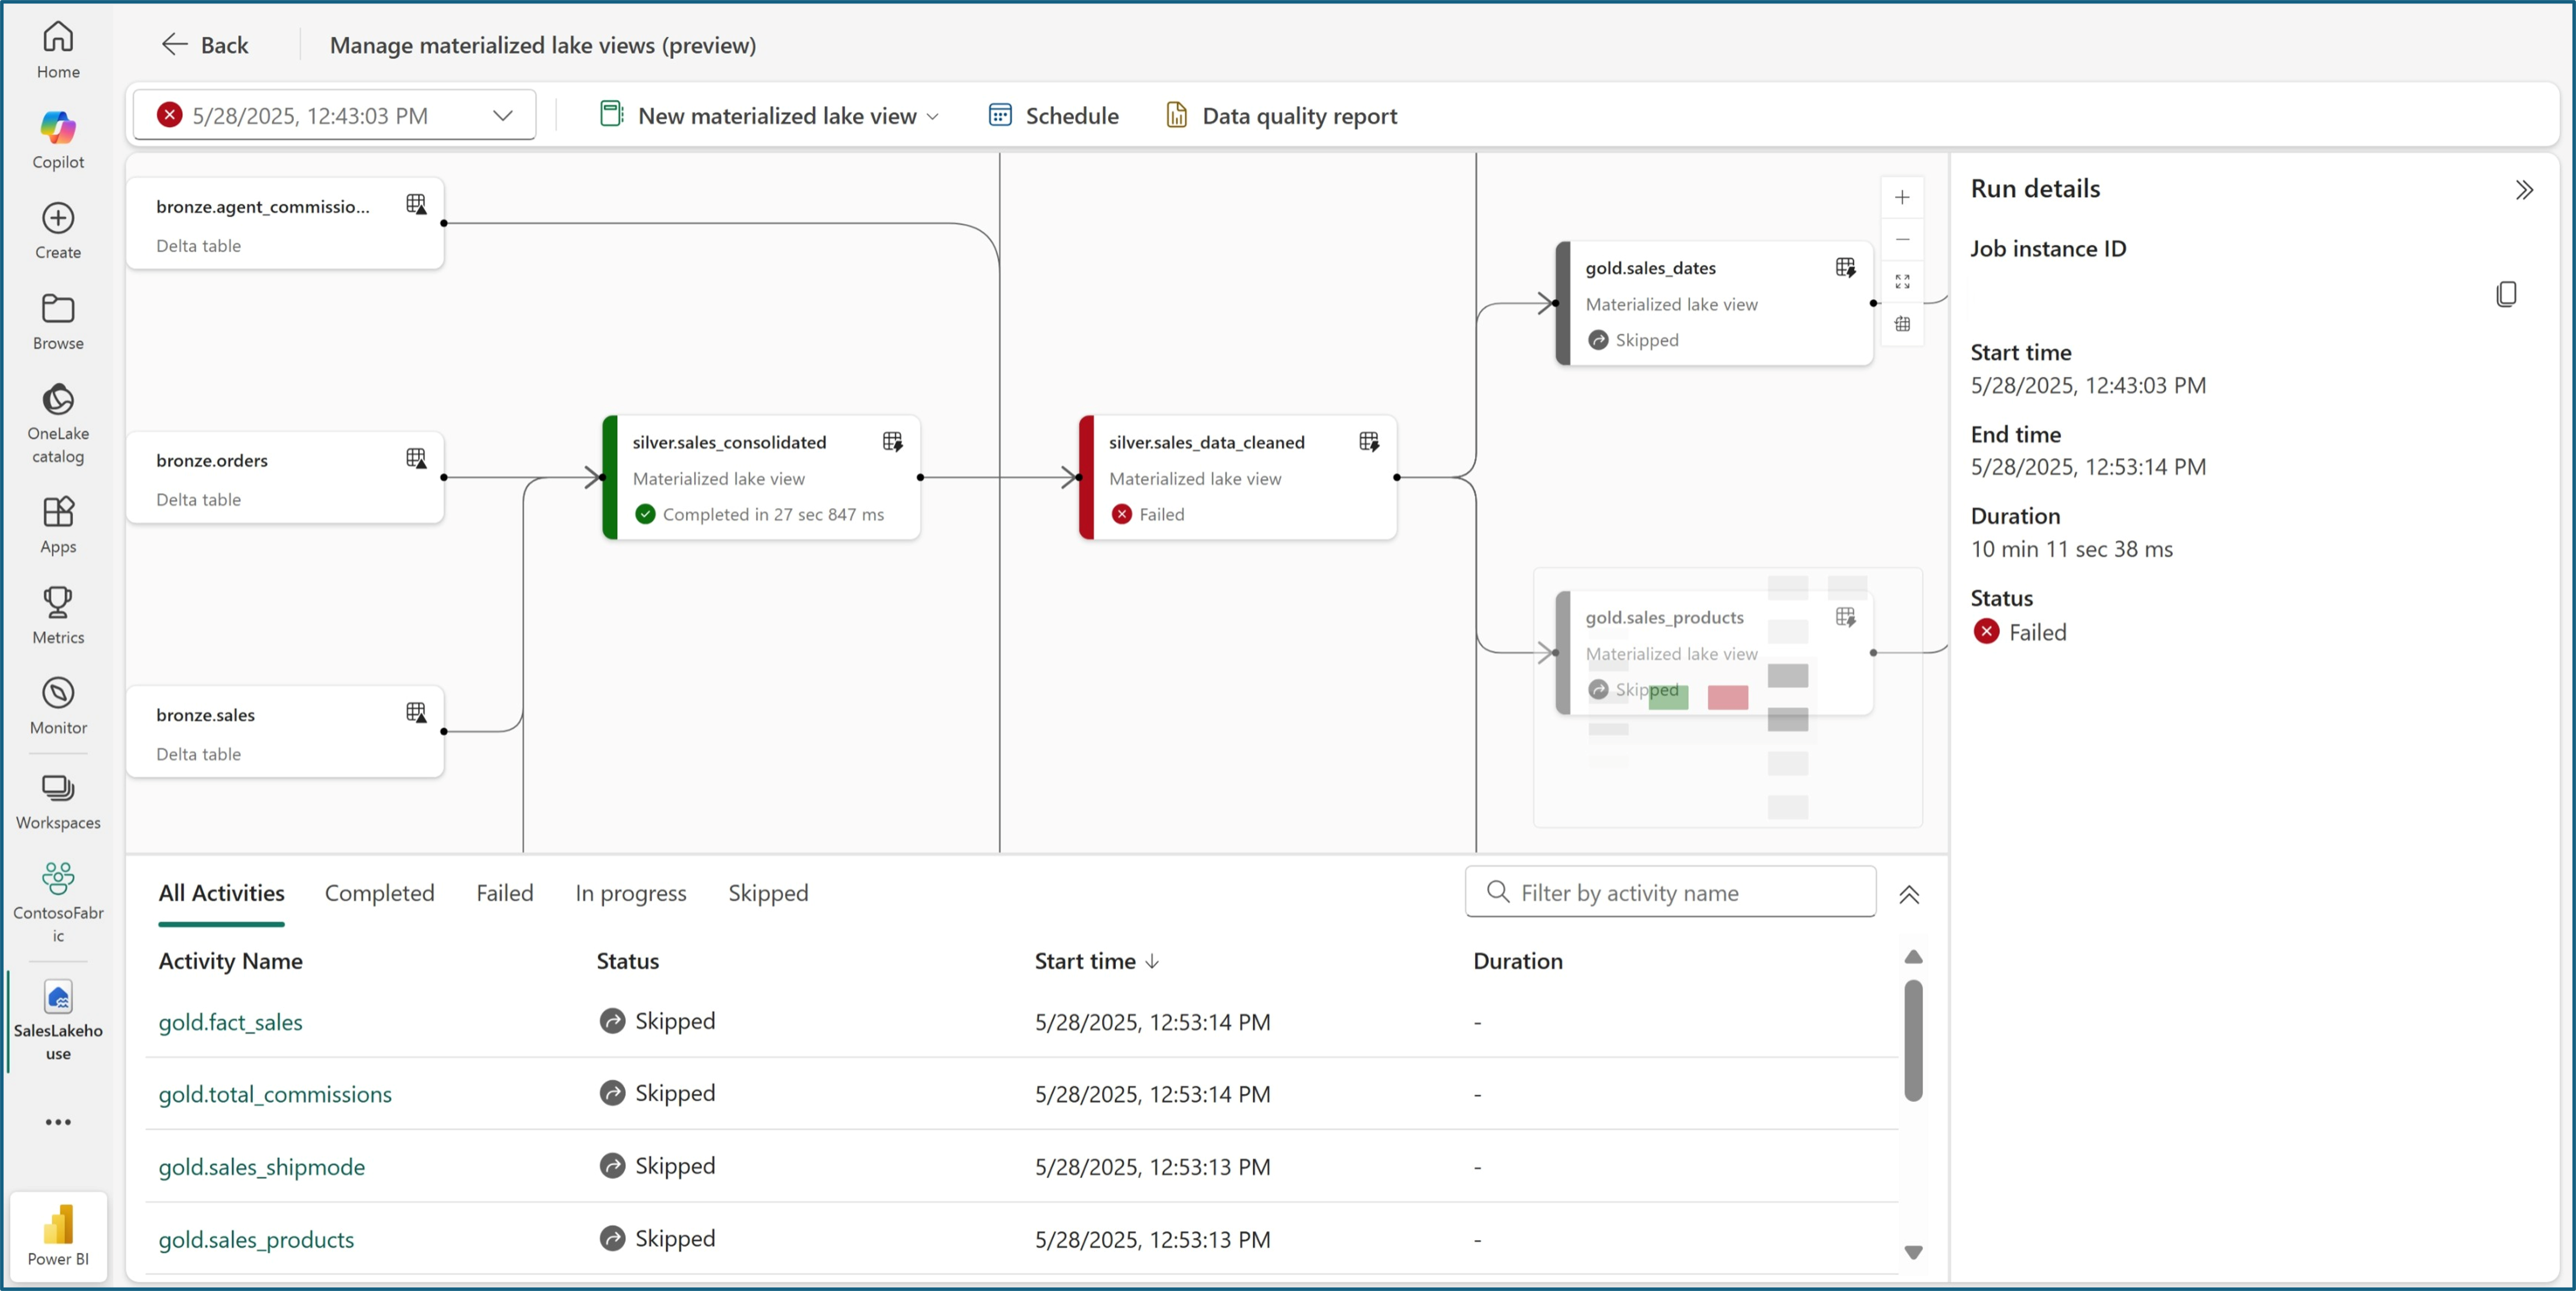 Home
Copilot
Create
Browse
OneLake
catalog
Apps
Metrics
Monitor
Workspaces
ContosoFabr
ic
SalesLakeho
use
Power BI
Back
Manage materialized lake views (preview)
5/28/2025, 12:43:03 PM
New materialized lake view
Schedule
Data quality report
bronze.agent_commissio...
Delta table
bronze.orders
Delta table
bronze.sales
Delta table
silver.sales_consolidated
Materialized lake view
Completed in 27 sec 847 ms
silver.sales_data_cleaned
Materialized lake view
Failed
gold.sales_dates
Materialized lake view
Skipped
gold.sales_products
Materialized lake view
Skipped
Run details
Job instance ID
Start time
5/28/2025, 12:43:03 PM
End time
5/28/2025, 12:53:14 PM
Duration
10 min 11 sec 38 ms
Status
Failed
All Activities Completed Failed In progress Skipped
Filter by activity name
Activity Name Status Start time Duration
gold.fact_sales Skipped 5/28/2025, 12:53:14 PM -
gold.total_commissions Skipped 5/28/2025, 12:53:14 PM -
gold.sales_shipmode Skipped 5/28/2025, 12:53:13 PM -
gold.sales_products Skipped 5/28/2025, 12:53:13 PM -